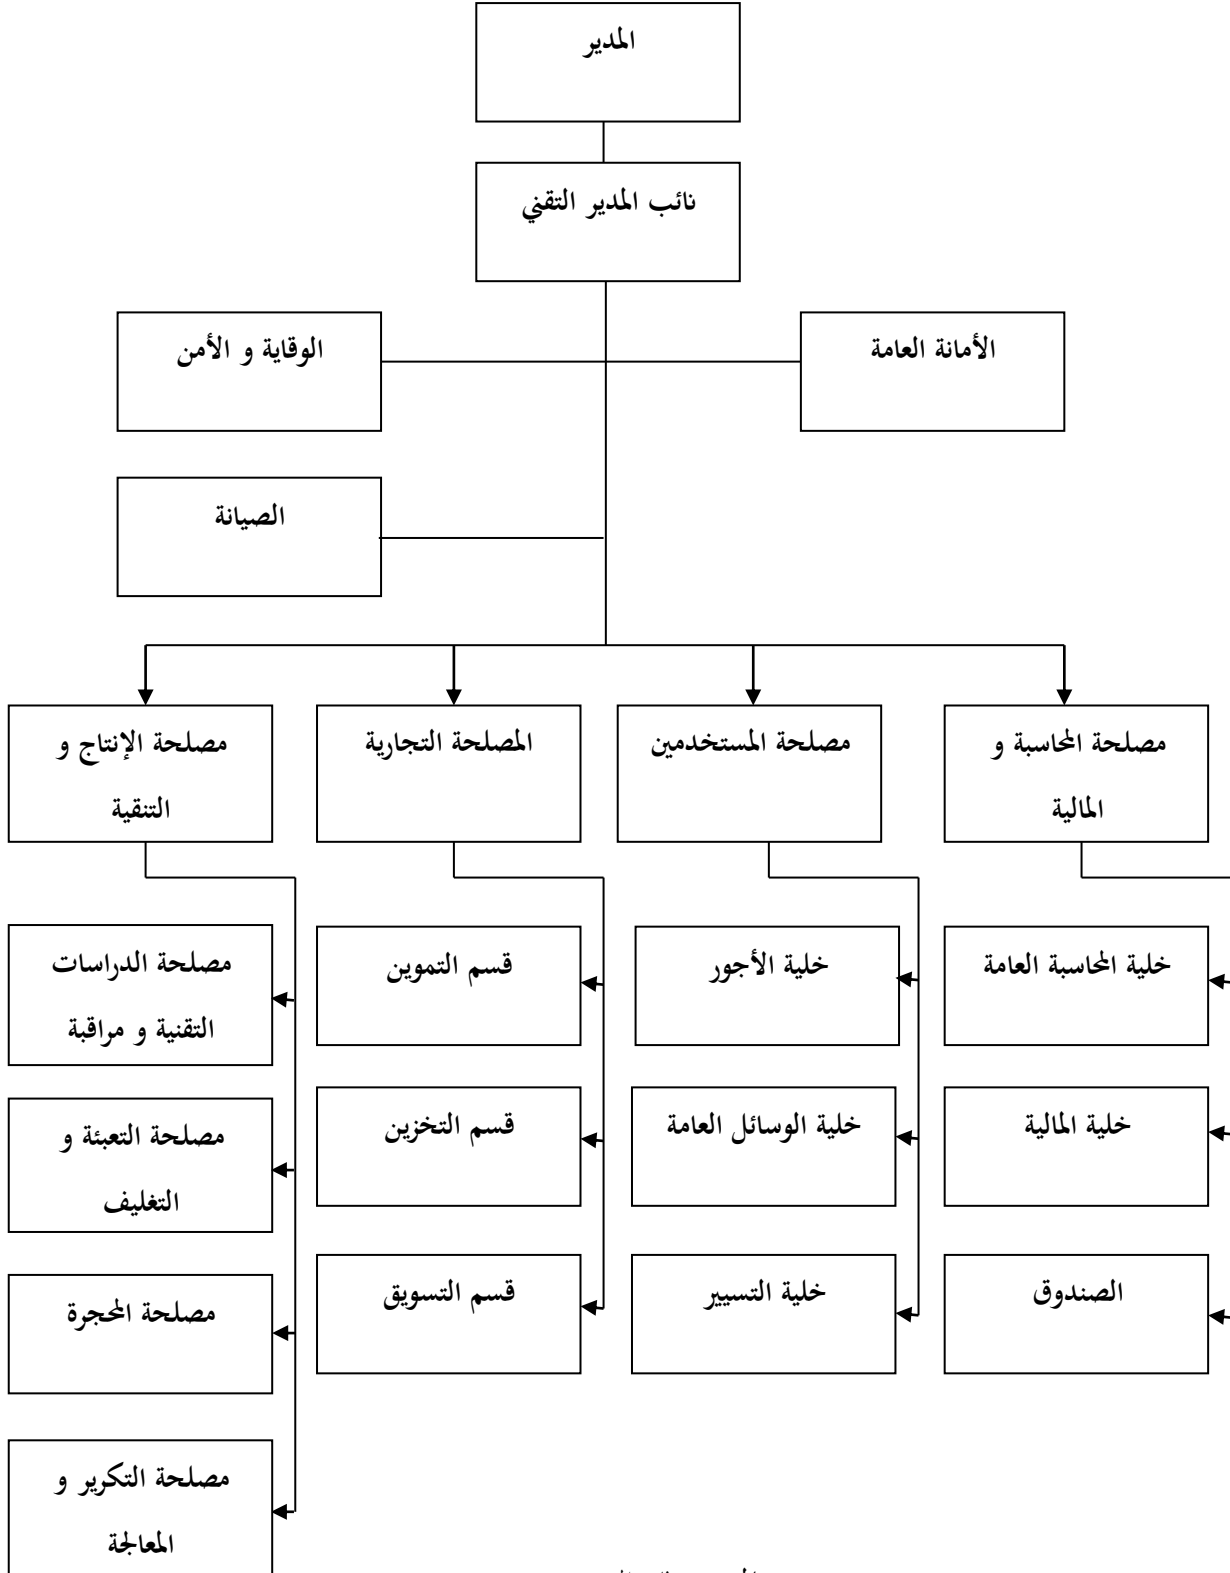 المدير
نائب المدير التقني
الأمانة العامة
الوقاية و الأمن
الصيانة
مصلحة المحاسبة و
المالية
مصلحة المستخدمين
المصلحة التجارية
مصلحة الإنتاج و
التنقية
خلية المحاسبة العامة
خلية الأجور
قسم التموين
مصلحة الدراسات
التقنية و مراقبة
خلية المالية
خلية الوسائل العامة
قسم التخزين
مصلحة التعبئة و
التغليف
الصندوق
خلية التسيير
قسم التسويق
مصلحة المحجرة
مصلحة التكرير و
المعالجة